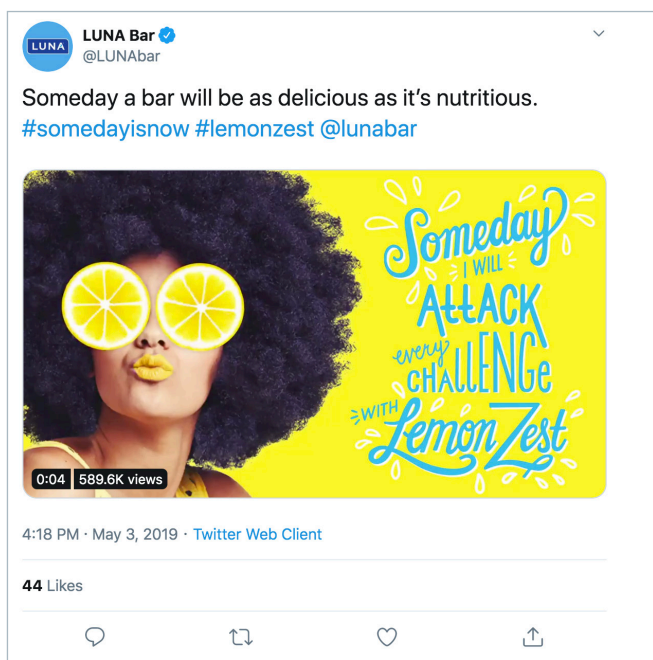 LUNA
LUNA Bar
@LUNAbar
Someday a bar will be as delicious as it’s nutritious.
#somedayisnow #lemonzest @lunabar
Someday
I WILL
AttACK
every
CHAllENGe
WITH
Lemon Zest
0:04 589.6K views
4:18 PM · May 3, 2019 · Twitter Web Client
44 Likes